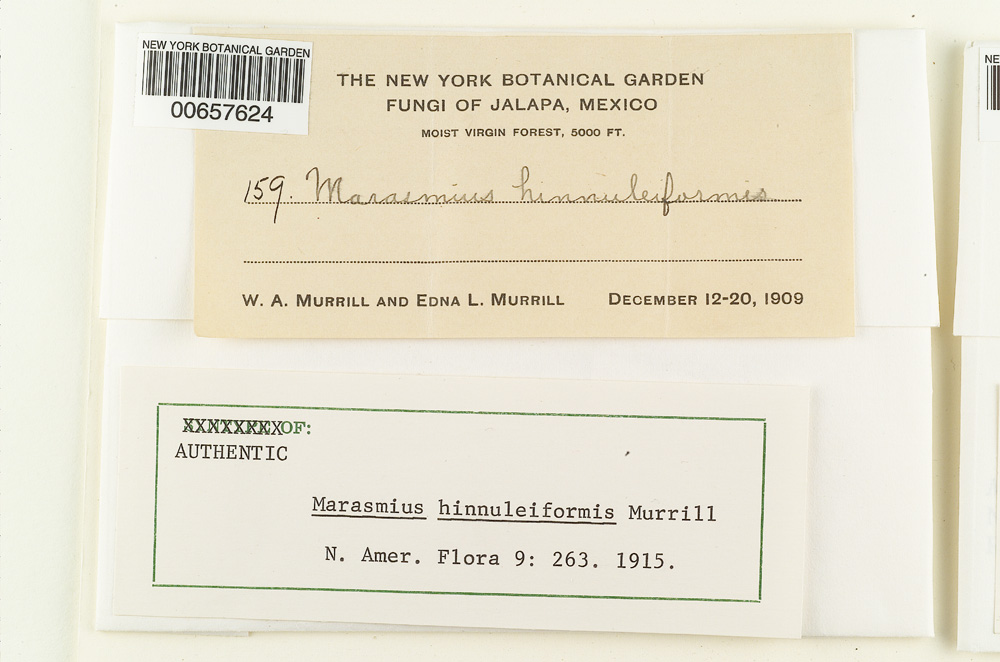 NEW YORK BOTANICAL GARDEN
00657624
THE NEW YORK BOTANICAL GARDEN
FUNGI OF JALAPA, MEXICO
MOIST VIRGIN FOREST, 5000 FT.
159. Marasmius hinnuleiformis
W. A. MURRILL AND EDNA L. MURRILL DECEMBER 12-20, 1909
OF:
AUTHENTIC
Marasmius hinnuleiformis Murrill
N. Amer. Flora 9: 263. 1915.
NE